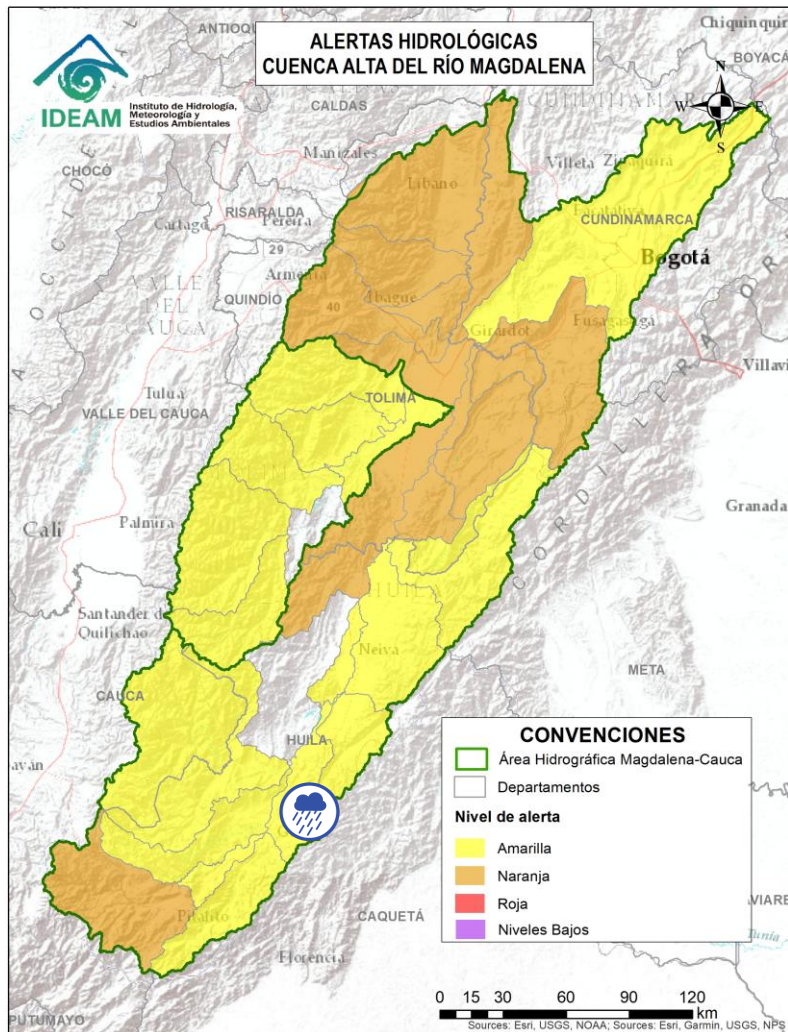 ALERTAS HIDROLÓGICAS
CUENCA ALTA DEL RÍO MAGDALENA
IDEAM
Instituto de Hidrología,
Meteorología y
Estudios Ambientales
Chiquinquir
BOYACÁ
CALDAS
N
W
E
S
Manizales
Líbano
Villeta
CHOCÓ
RISARALDA
Pereira
Cartago
CUNDINAMARCA
Bogotá
29
Armenia
QUINDÍO
40
Ibagué
Girardot
Fusagasugá
VALLE
DEL
CAUCA
Villavi
Tuluá
VALLE DEL CAUCA
TOLIMA
Granada
Cali
Palmira
CORDILLERA
HUILA
Santander de
Quilichao
Neiva
META
CAUCA
HUILA
CONVENCIONES
Área Hidrográfica Magdalena-Cauca
Departamentos
Nivel de alerta
Amarilla
Naranja
Roja
Niveles Bajos
Pitalito
CAQUETÁ
VIARE
Tunía
Florencia
PUTUMAYO
0 15 30 60 90 120
km
Sources: Esri, USGS, NOAA; Sources: Esri, Garmin, USGS, NPS